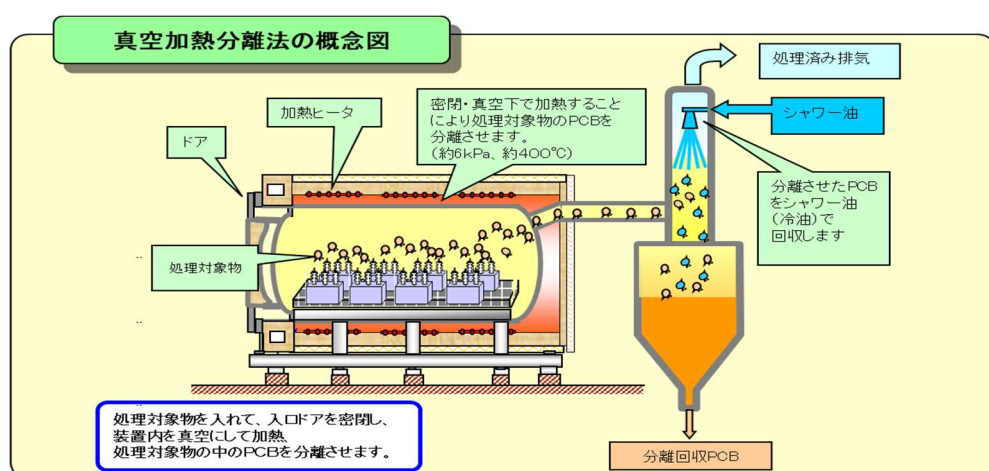 真空加熱分離法の概念図
処理済み排気
シャワー油
加熱ヒータ
密閉・真空下で加熱すること
により処理対象物のPCBを
分離させます。
(約6kPa、約400℃)
ドア
分離させたPCB
をシャワー油
(冷油)で
回収します
処理対象物
処理対象物を入れて、入口ドアを密閉し、
装置内を真空にして加熱、
処理対象物の中のPCBを分離させます。
分離回収PCB